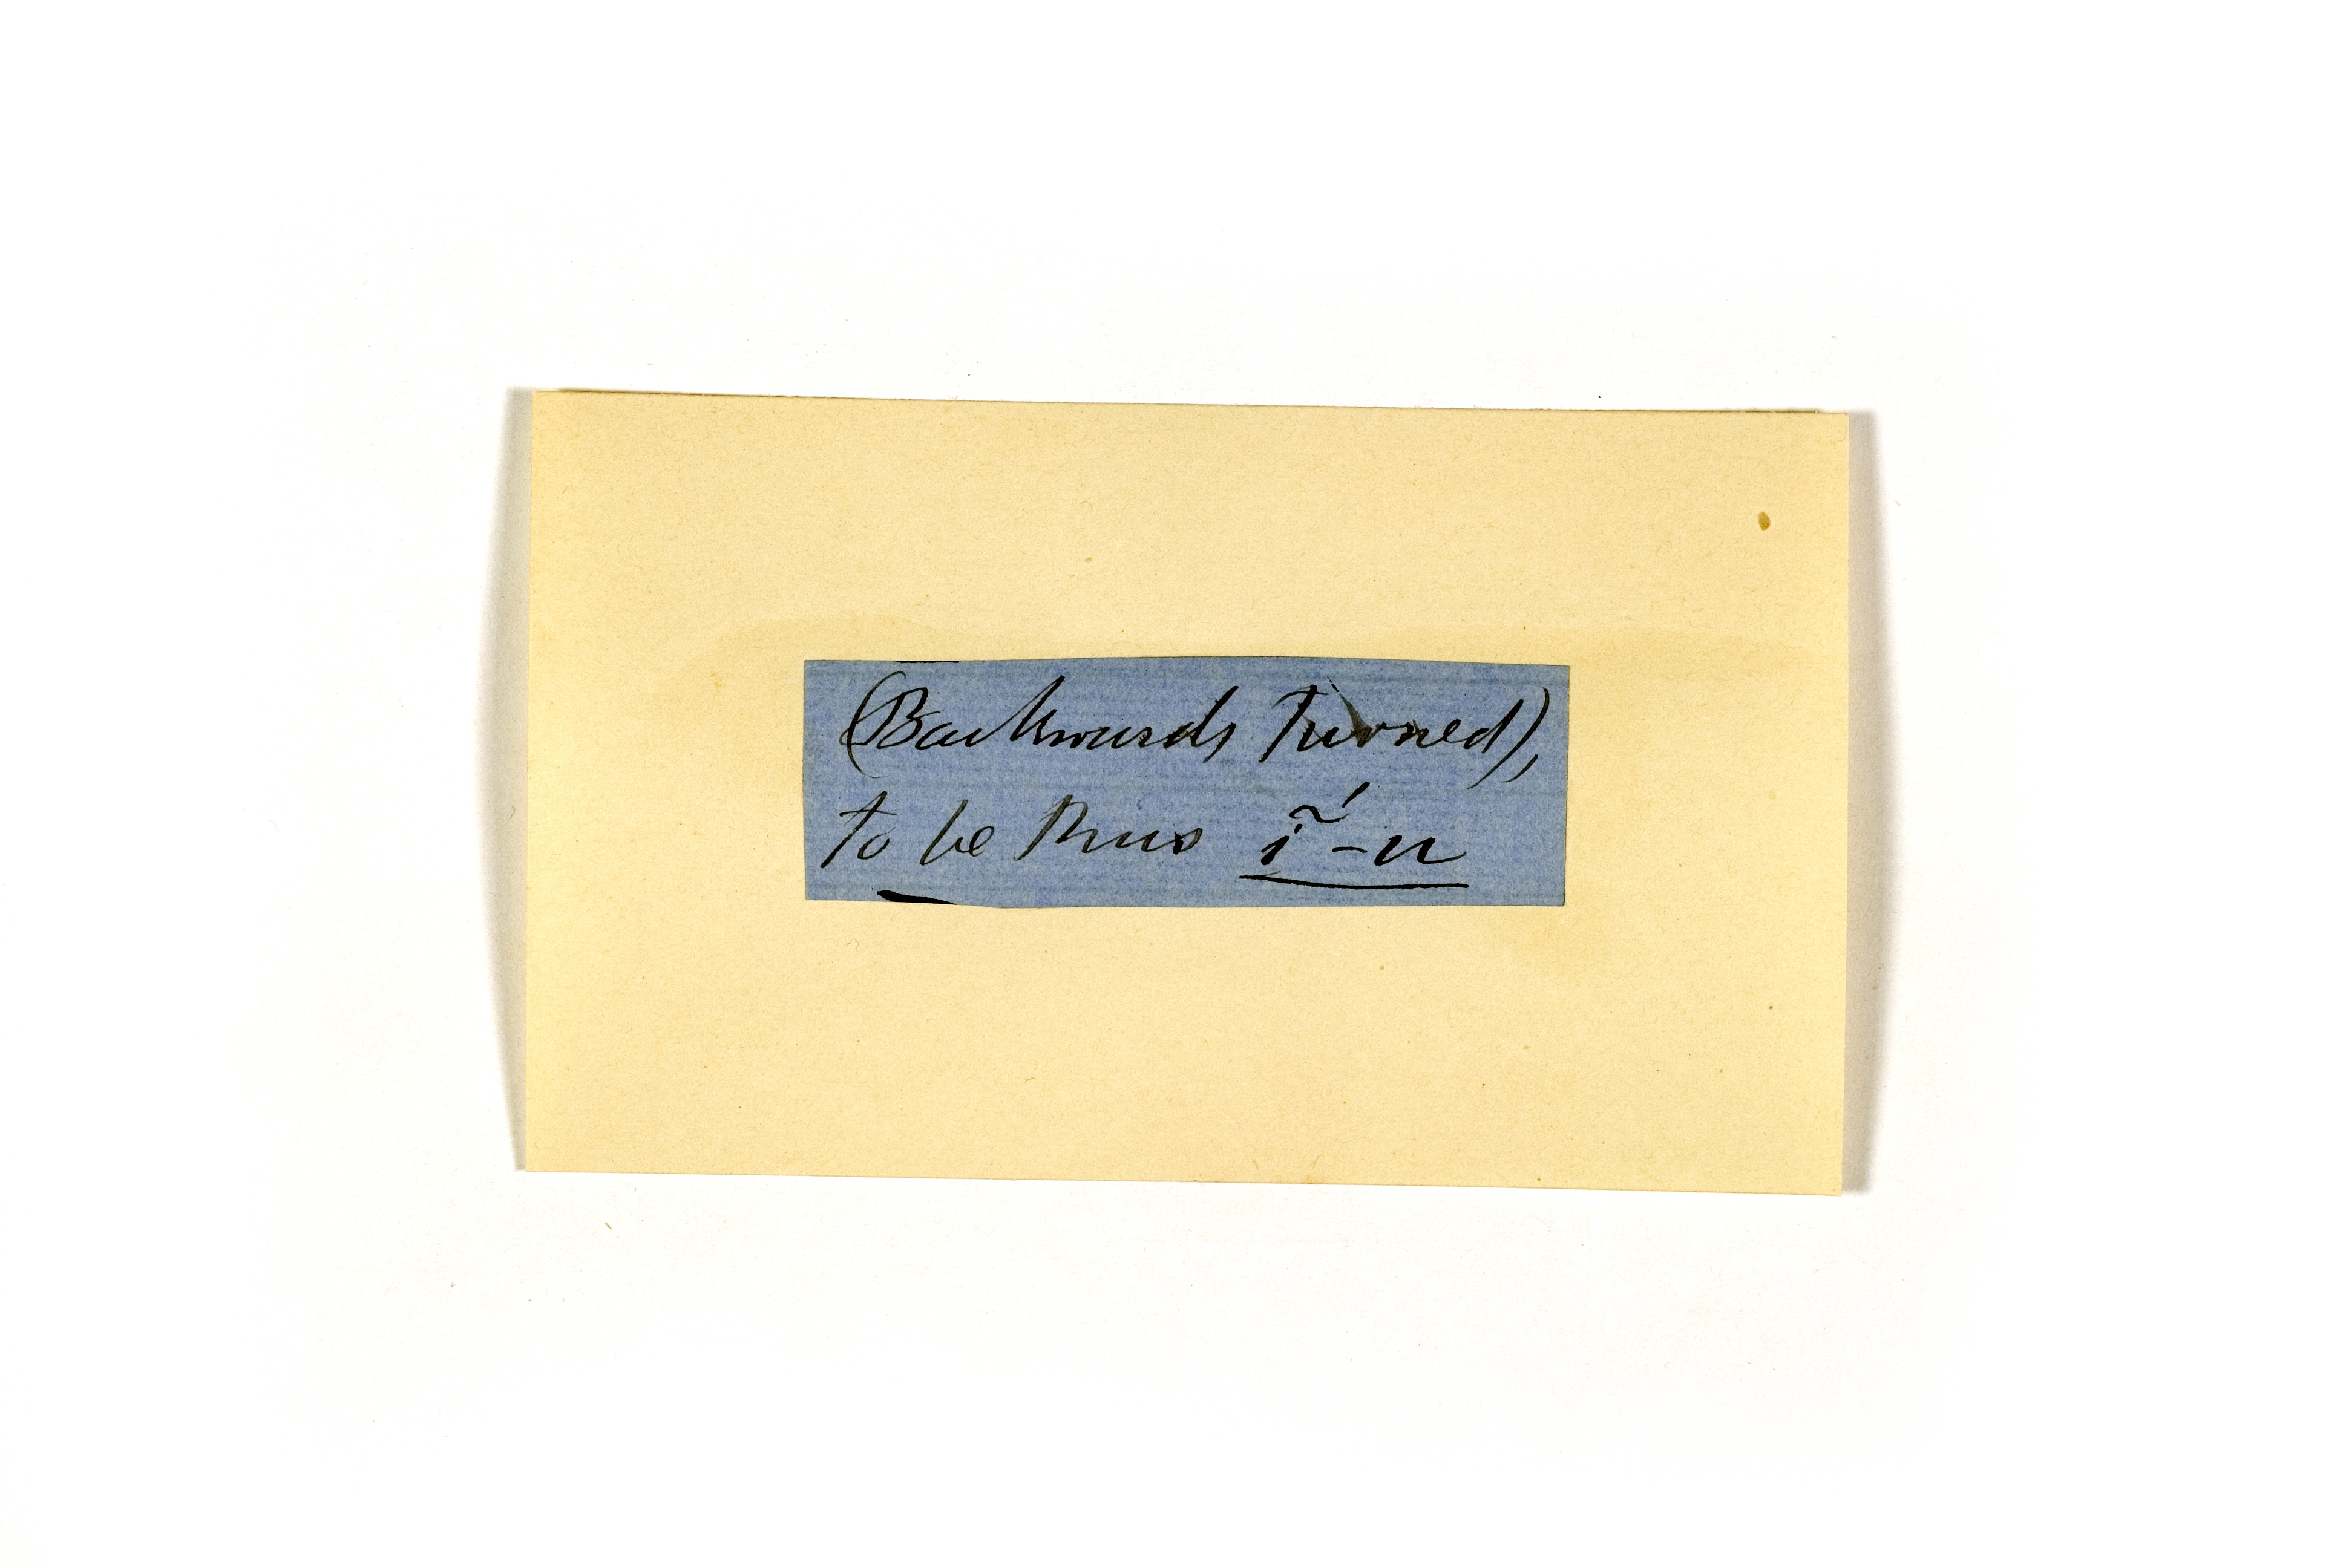 (Backwards turned),
to be thus ĩ́-u